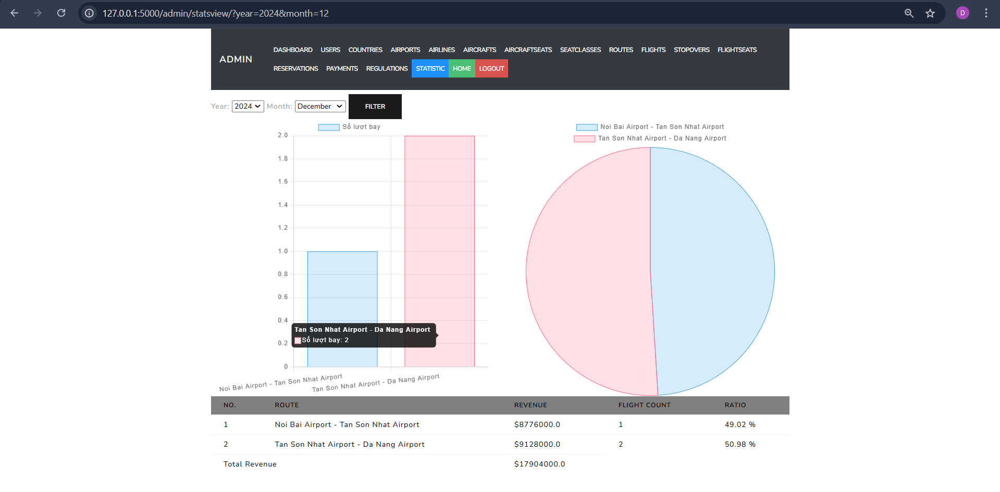 127.0.0.1:5000/admin/statsview/?year=2024&month=12
D
ADMIN
DASHBOARD USERS COUNTRIES AIRPORTS AIRLINES AIRCRAFTS AIRCRAFTSEATS SEATCLASSES ROUTES FLIGHTS STOPOVERS FLIGHTSEATS
RESERVATIONS PAYMENTS REGULATIONS STATISTIC HOME LOGOUT
Year: 2024 Month: December FILTER
Số lượt bay
2.0
1.8
1.6
1.4
1.2
1.0
0.8
0.6
0.4
0.2
0
Tan Son Nhat Airport - Da Nang Airport
Số lượt bay: 2
Noi Bai Airport - Tan Son Nhat Airport
Tan Son Nhat Airport - Da Nang Airport
Noi Bai Airport - Tan Son Nhat Airport
Tan Son Nhat Airport - Da Nang Airport
NO. ROUTE REVENUE FLIGHT COUNT RATIO
1 Noi Bai Airport - Tan Son Nhat Airport $8776000.0 1 49.02 %
2 Tan Son Nhat Airport - Da Nang Airport $9128000.0 2 50.98 %
Total Revenue $17904000.0